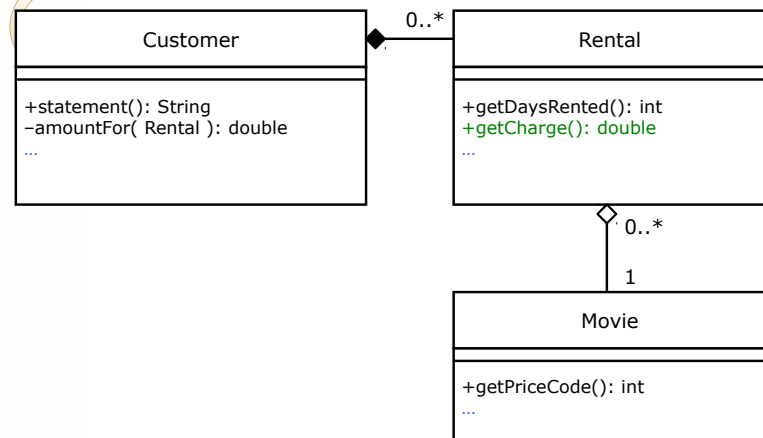 Customer
0..*
Rental
+statement(): String
–amountFor( Rental ): double
...
+getDaysRented(): int
+getCharge(): double
...
0..*
1
Movie
+getPriceCode(): int
...